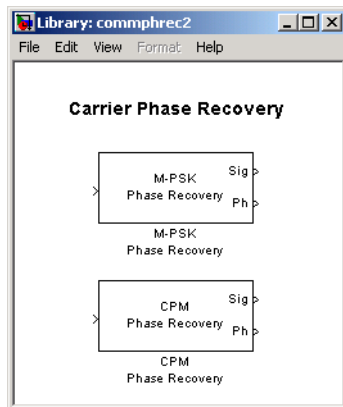 Library: commphrec2
File Edit View Format Help
Carrier Phase Recovery
M-PSK
Phase Recovery
Sig
Ph
M-PSK
Phase Recovery
CPM
Phase Recovery
Sig
Ph
CPM
Phase Recovery